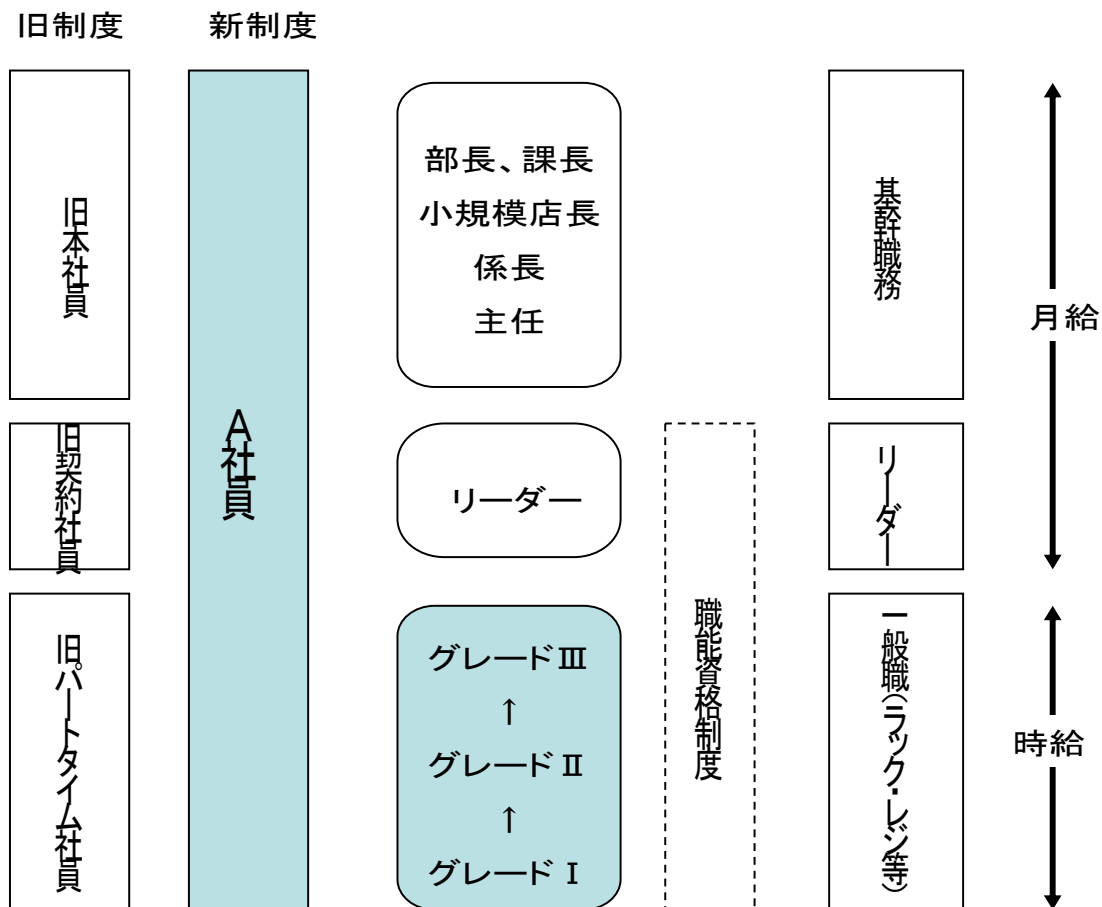 旧制度
新制度
旧本社員
旧契約社員
旧パートタイム社員
A社員
部長、課長
小規模店長
係長
主任
リーダー
グレードⅢ
↑
グレードⅡ
↑
グレードⅠ
職能資格制度
基幹職務
リーダー
一般職(ラック・レジ等)
月給
時給